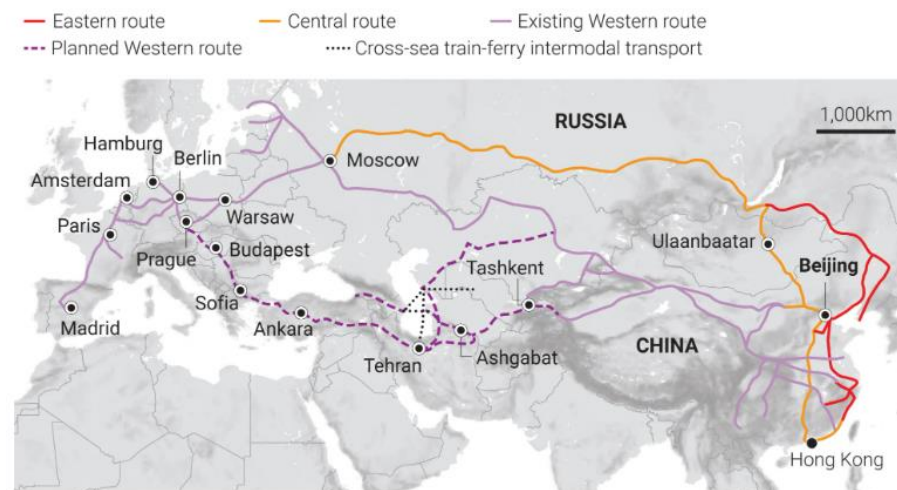 Eastern route Central route Existing Western route
Planned Western route Cross-sea train-ferry intermodal transport
RUSSIA
1,000km
Hamburg
Berlin
Moscow
Amsterdam
Paris
Warsaw
Ulaanbaatar
Budapest
Prague
Tashkent
Beijing
Sofia
Madrid
Ankara
CHINA
Tehran
Ashgabat
Hong Kong